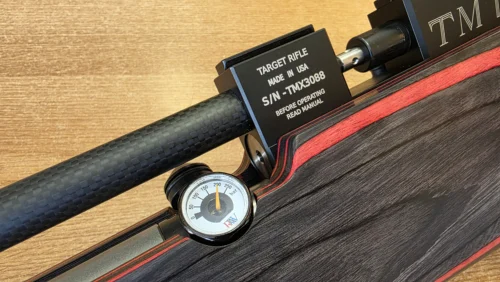 TM
TARGET RIFLE
MADE IN USA
S/N - TMX3088
BEFORE OPERATING
READ MANUAL